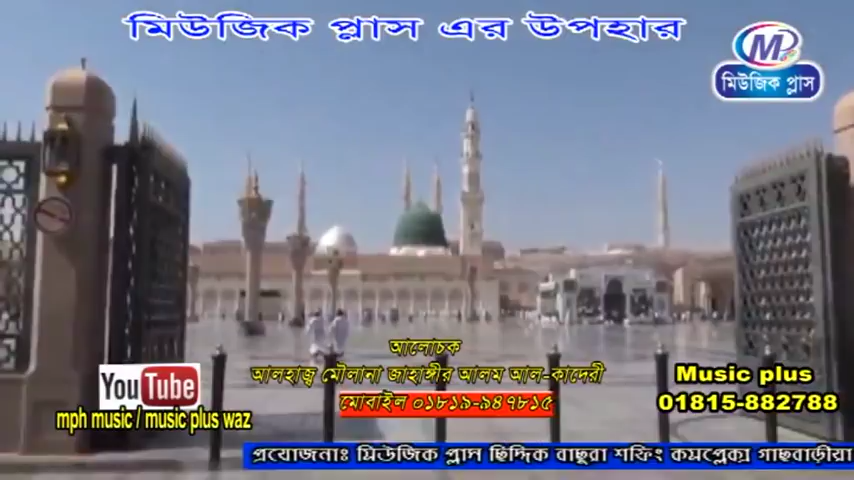 মিউজিক প্লাস এর উপহার
M
মিউজিক প্লাস
আলোচক
আলহাজ্ব মৌলানা জাহাঙ্গীর আলম আল-কাদেরী
মোবাইল ০১৮১৯-৯৪৭৮১৫
YouTube
mph music / music plus waz
Music plus
01815-882788
প্রযোজনাঃ মিউজিক প্লাস ছিদ্দিক বাছুরা শফিং কমপ্লেক্স গাছবাড়ীয়া